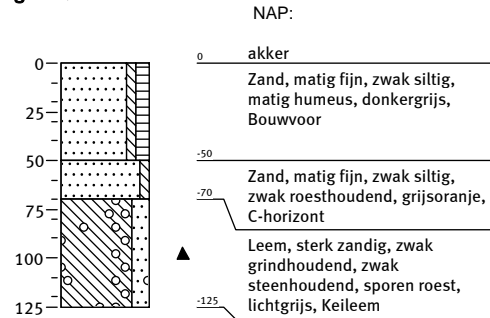 NAP:
0
akker
Zand, matig fijn, zwak siltig,
matig humeus, donkergrijs,
Bouwvoor
-50
Zand, matig fijn, zwak siltig,
zwak roesthoudend, grijsoranje,
C-horizont
-70
Leem, sterk zandig, zwak
grindhoudend, zwak
steenhoudend, sporen roest,
lichtgrijs, Keileem
-125
0
25
50
75
100
125